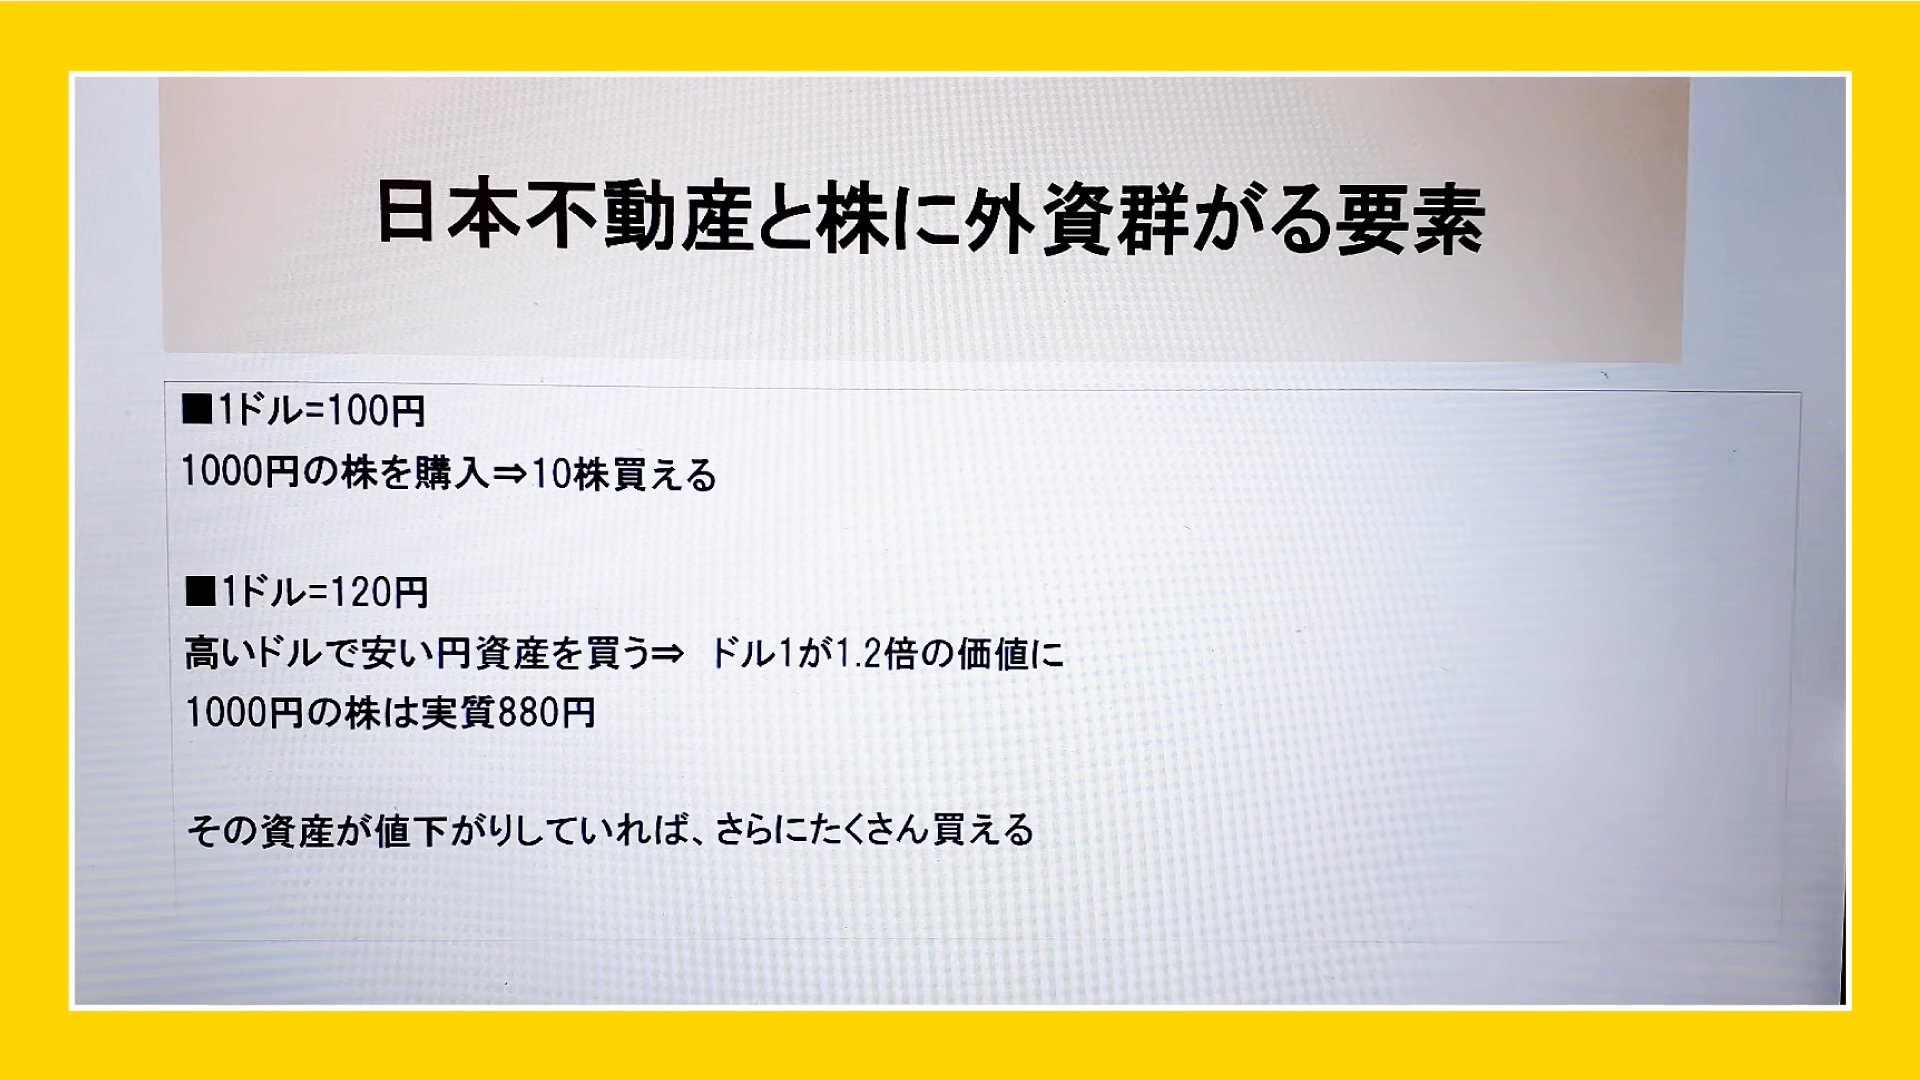 日本不動産と株に外資群がる要素
■1ドル=100円
1000円の株を購入⇒10株買える
■1ドル=120円
高いドルで安い円資産を買う⇒ ドル1が1.2倍の価値に
1000円の株は実質880円
その資産が値下がりしていれば、さらにたくさん買える